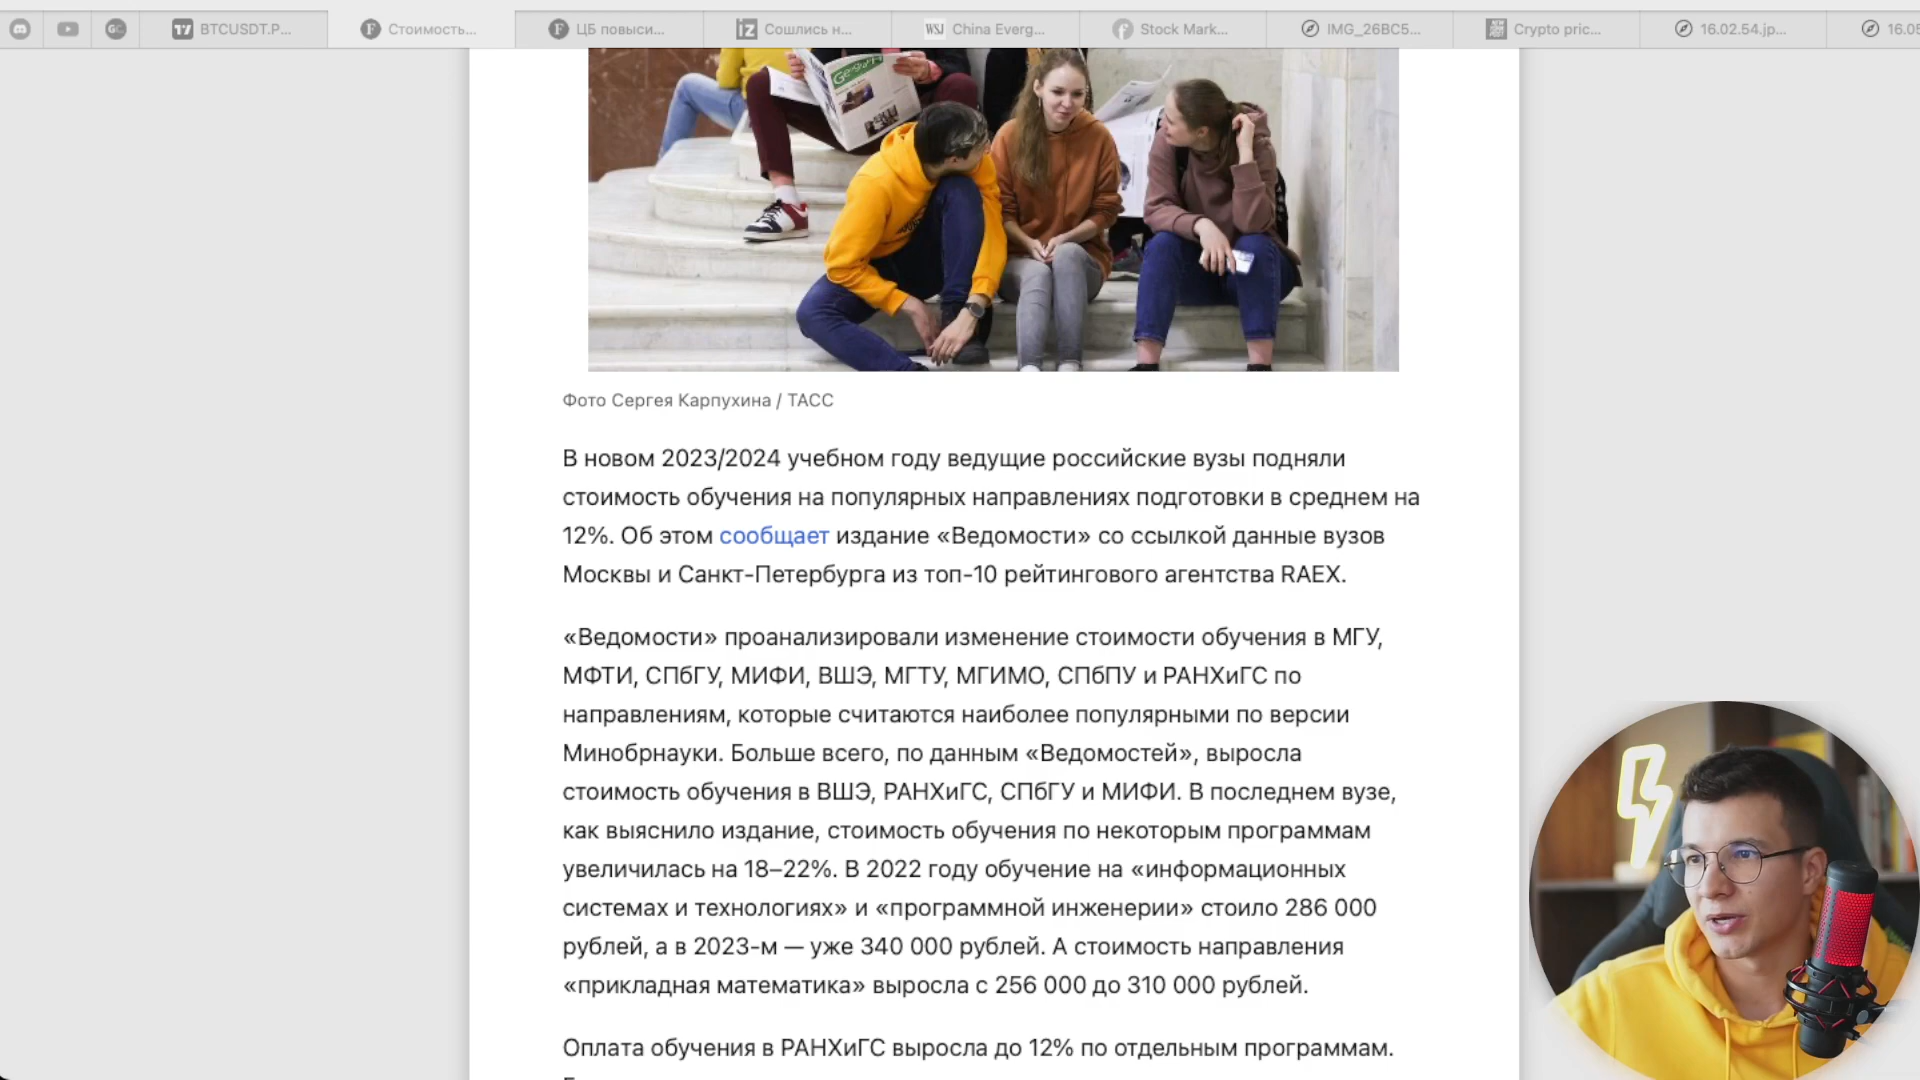 BTCUSDT.P...
Стоимость...
ЦБ повыси...
Сошлись н...
WSJ
China Everg...
Stock Mark...
IMG_26BC5...
Crypto pric...
16.02.54.jp...
16.05
GC
iZ
Фото Сергея Карпухина / ТАСС
В новом 2023/2024 учебном году ведущие российские вузы подняли
стоимость обучения на популярных направлениях подготовки в среднем на
12%. Об этом сообщает издание «Ведомости» со ссылкой данные вузов
Москвы и Санкт-Петербурга из топ-10 рейтингового агентства RAEX.
«Ведомости» проанализировали изменение стоимости обучения в МГУ,
МФТИ, СПбГУ, МИФИ, ВШЭ, МГТУ, МГИМО, СПбПУ и РАНХиГС по
направлениям, которые считаются наиболее популярными по версии
Минобрнауки. Больше всего, по данным «Ведомостей», выросла
стоимость обучения в ВШЭ, РАНХиГС, СПбГУ и МИФИ. В последнем вузе,
как выяснило издание, стоимость обучения по некоторым программам
увеличилась на 18–22%. В 2022 году обучение на «информационных
системах и технологиях» и «программной инженерии» стоило 286 000
рублей, а в 2023-м — уже 340 000 рублей. А стоимость направления
«прикладная математика» выросла с 256 000 до 310 000 рублей.
Оплата обучения в РАНХиГС выросла до 12% по отдельным программам.